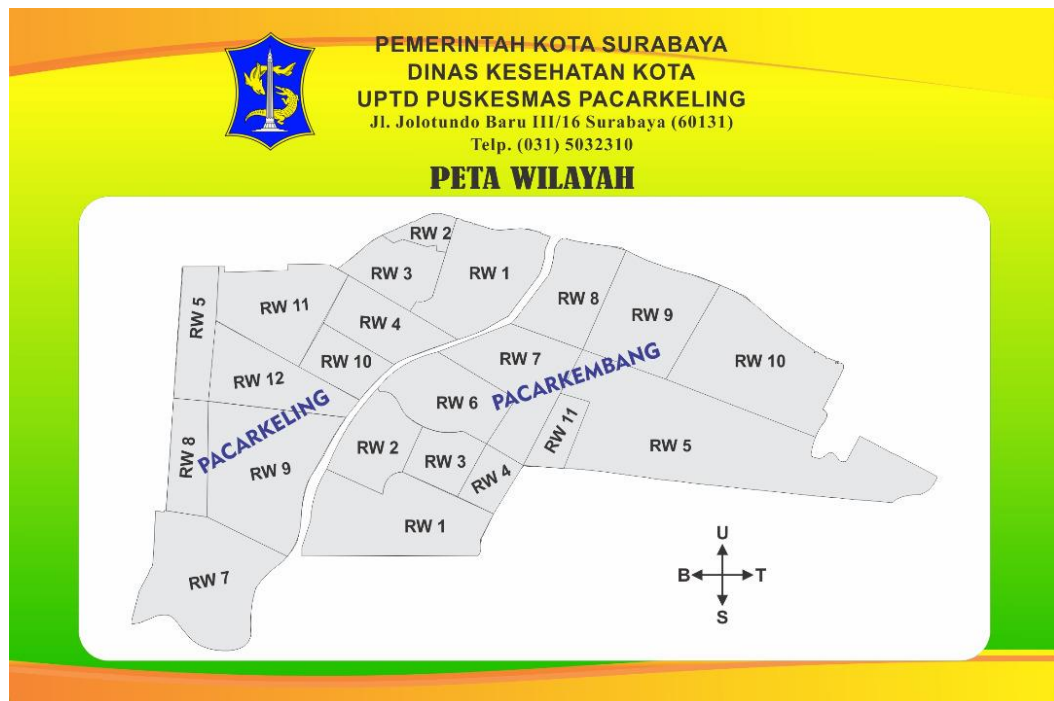 PEMERINTAH KOTA SURABAYA
DINAS KESEHATAN KOTA
UPTD PUSKESMAS PACARKELING
Jl. Jolotundo Baru III/16 Surabaya (60131)
Telp. (031) 5032310
PETA WILAYAH
RW 2
RW 3
RW 1
RW 5
RW 11
RW 4
RW 10
RW 12
PACARKELING
RW 8
RW 9
RW 7
RW 8
RW 9
RW 10
RW 7
PACARKEMBANG
RW 6
RW 11
RW 5
RW 2
RW 3
RW 4
RW 1
U
B
T
S